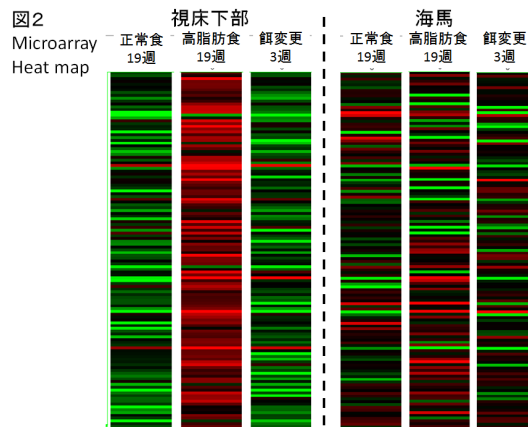 図2
Microarray
Heat map
視床下部
正常食
19週
高脂肪食
19週
餌変更
3週
海馬
正常食
19週
高脂肪食
19週
餌変更
3週